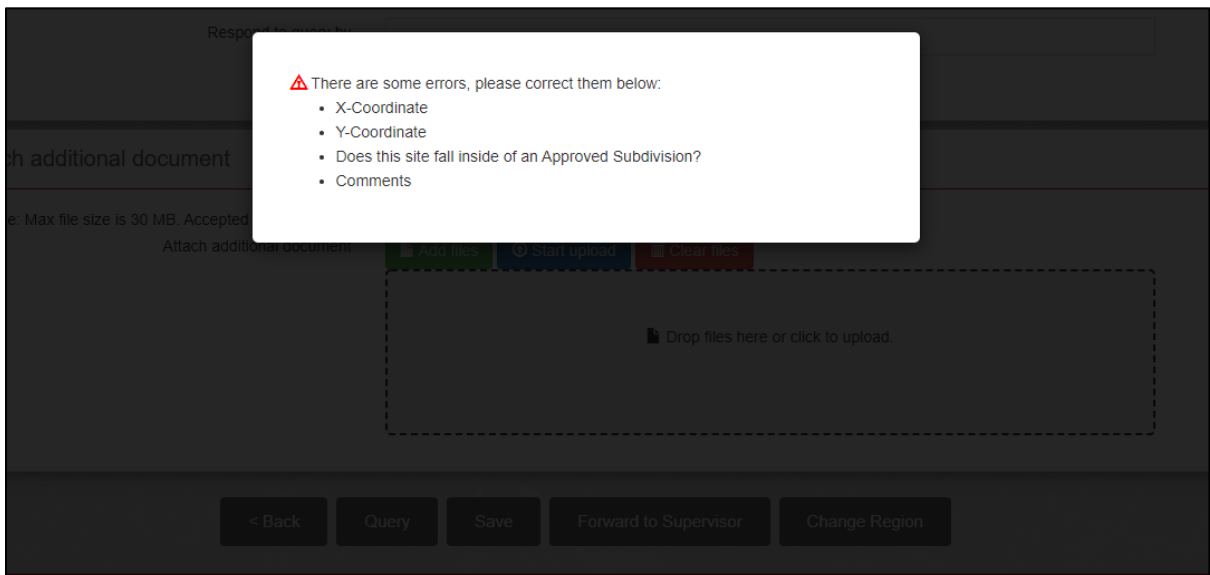 Respond to query by
There are some errors, please correct them below:
X-Coordinate
Y-Coordinate
Does this site fall inside of an Approved Subdivision?
Comments
ch additional document
e: Max file size is 30 MB. Accepted
Attach additional document
Add files
Start upload
Clear files
Drop files here or click to upload.
< Back
Query
Save
Forward to Supervisor
Change Region